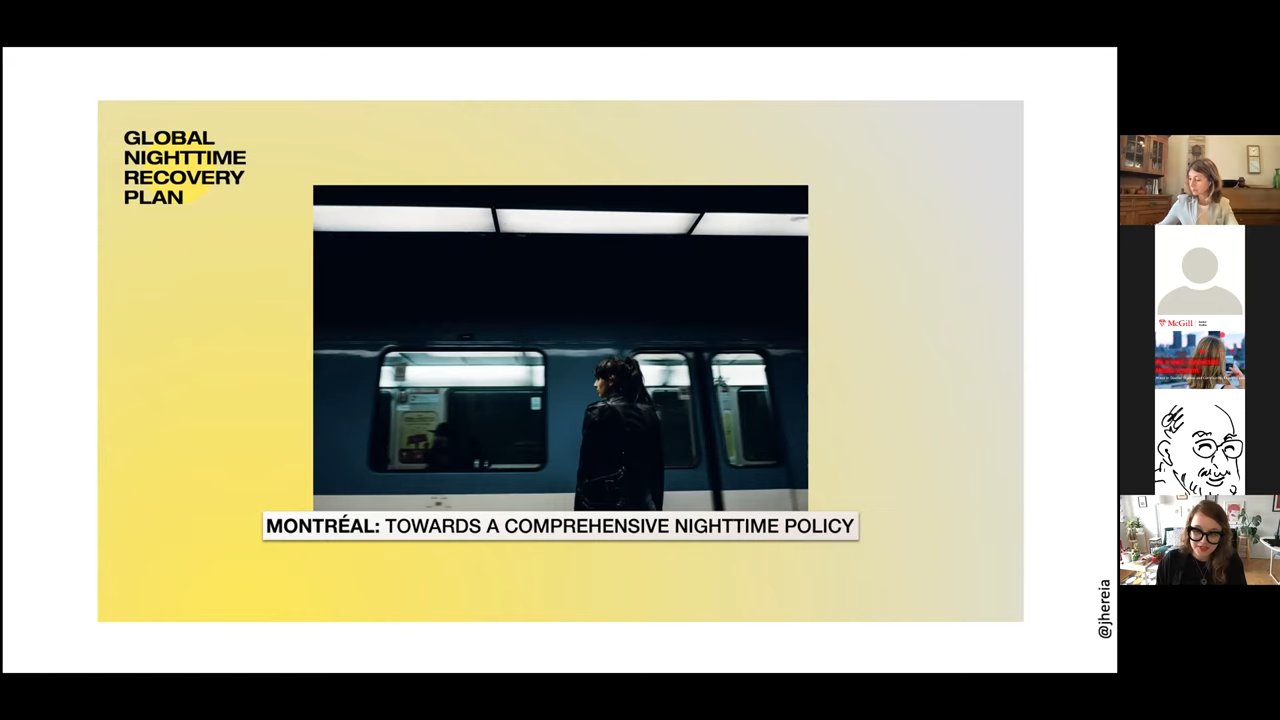 GLOBAL
NIGHTTIME
RECOVERY
PLAN
MONTRÉAL: TOWARDS A COMPREHENSIVE NIGHTTIME POLICY
@jhereia
McGill